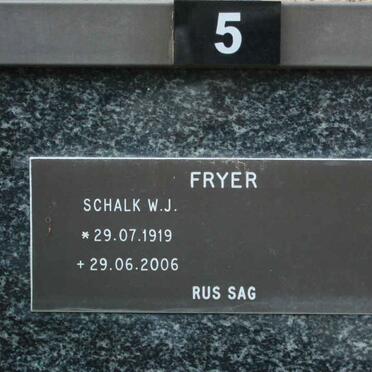 5
FRYER
SCHALK W.J.
* 29.07.1919
+ 29.06.2006
RUS SAG